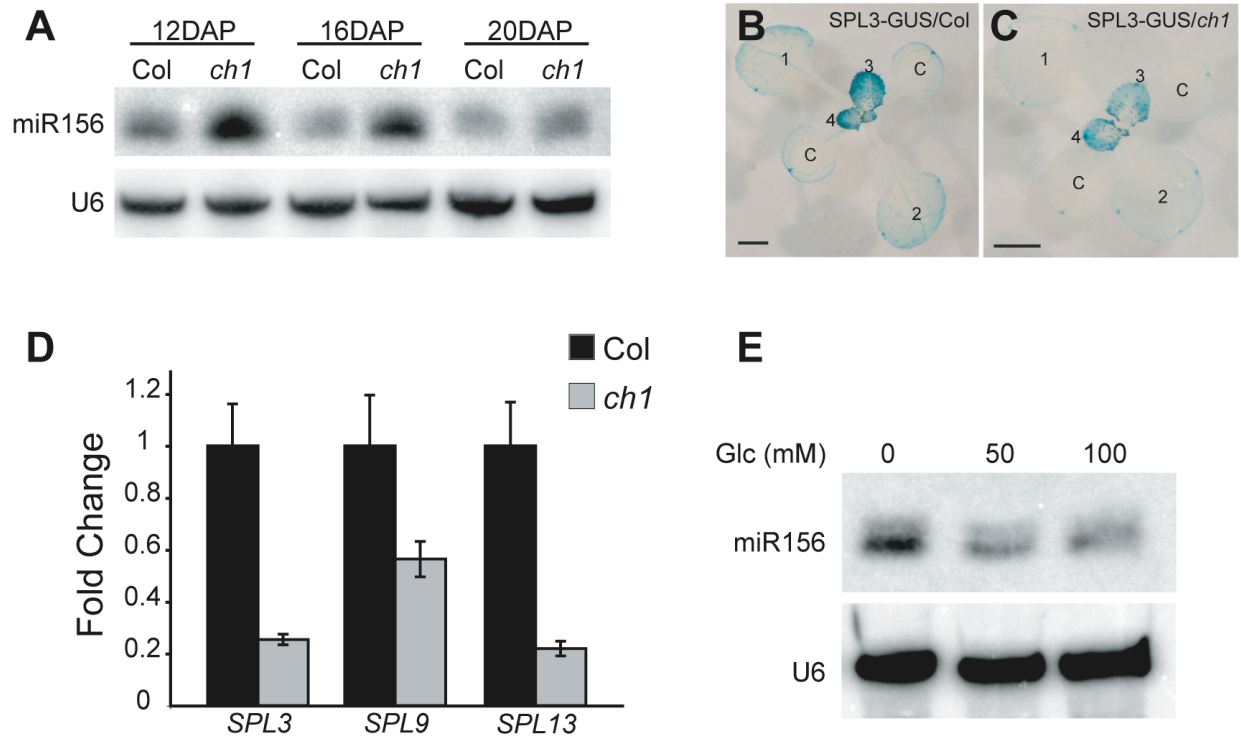 A
12DAP 16DAP 20DAP
Col ch1 Col ch1 Col ch1
miR156
U6
B SPL3-GUS/Col
1
3
C
4
C
2
C SPL3-GUS/ch1
1
3
C
4
C
2
D
Col
ch1
Fold Change
1.2
1
0.8
0.6
0.4
0.2
0
SPL3 SPL9 SPL13
E
Glc (mM) 0 50 100
miR156
U6